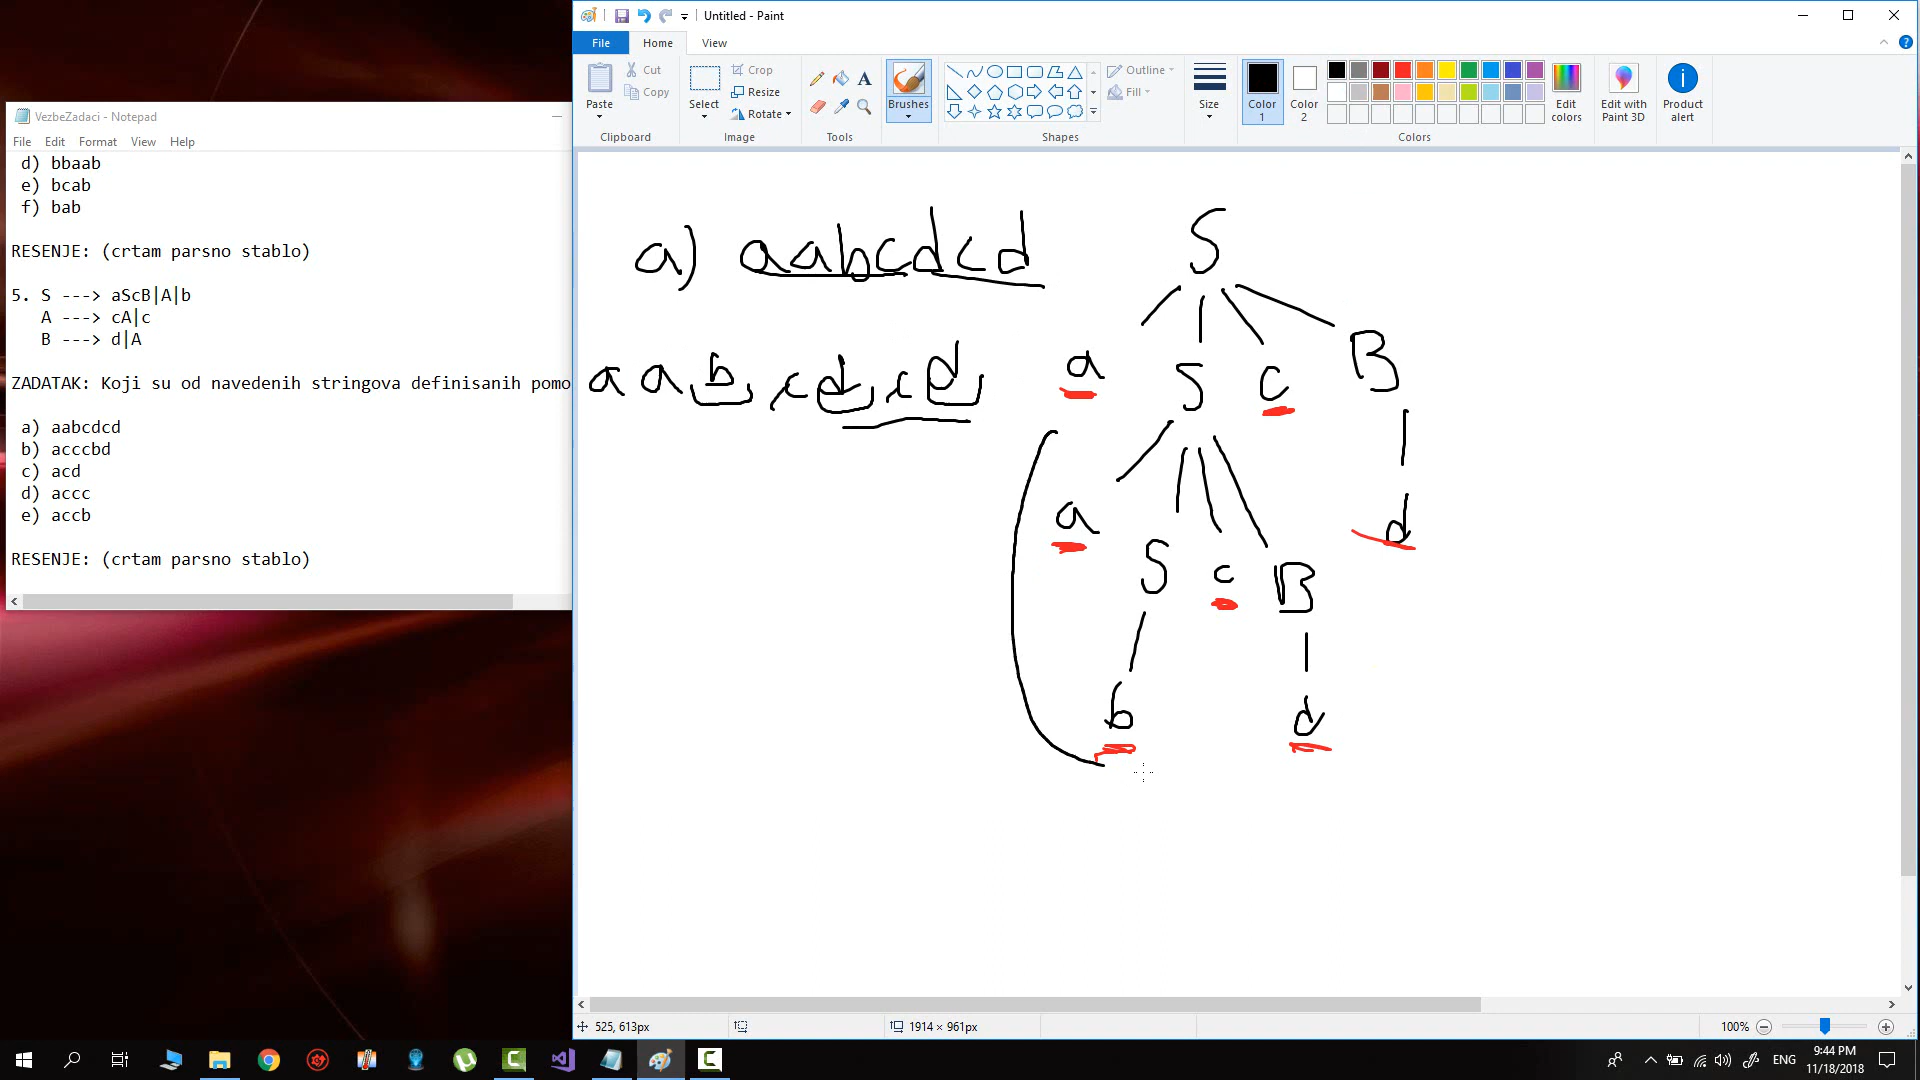 VezbeZadaci - Notepad
File Edit Format View Help
d) bbaab
e) bcab
f) bab
RESENJE: (crtam parsno stablo)
5. S ---> aScB|A|b
A ---> cA|c
B ---> d|A
ZADATAK: Koji su od navedenih stringova definisanih pomo
a) aabcdcd
b) acccbd
c) acd
d) accc
e) accb
RESENJE: (crtam parsno stablo)
Untitled - Paint
File Home View
Paste
Cut
Copy
Clipboard
Select
Crop
Resize
Rotate
Image
Tools
Brushes
Shapes
Outline
Fill
Size
Color 1
Color 2
Edit colors
Colors
Edit with Paint 3D
Product alert
a) aabcdcd
S
a a b c d c d
a S c B
a S c B d
b d
525, 613px
1914 × 961px
100%
ENG
9:44 PM
11/18/2018